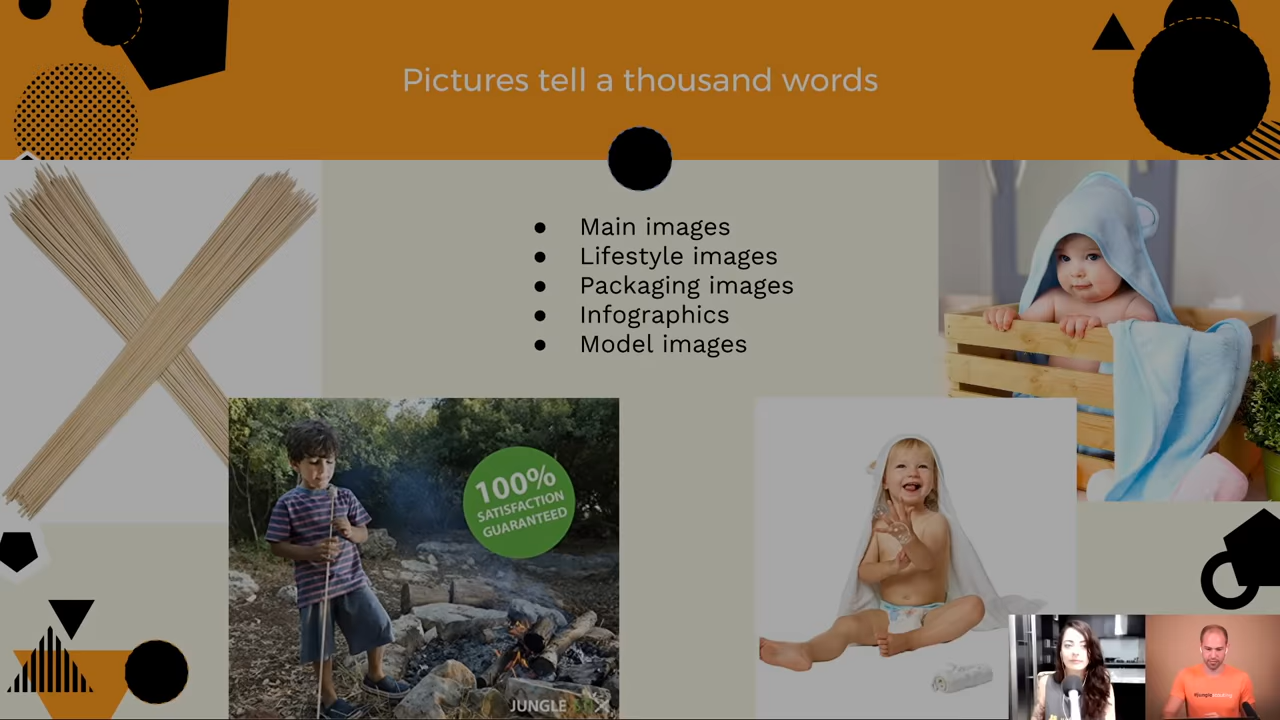 Pictures tell a thousand words
● Main images
● Lifestyle images
● Packaging images
● Infographics
● Model images
100%
SATISFACTION
GUARANTEED
JUNGLE